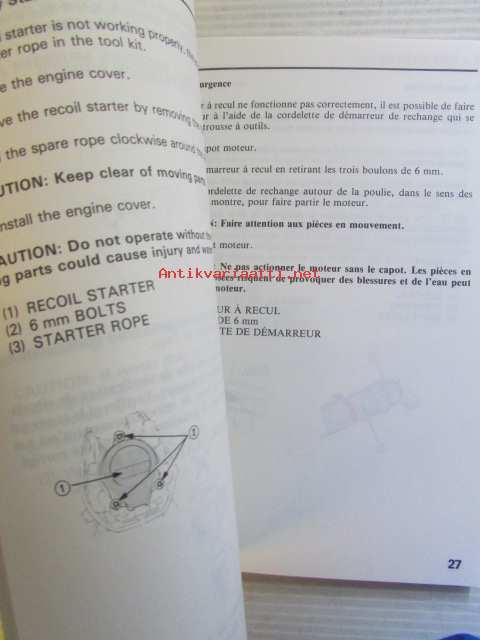 starter is not working properly,
er rope in the tool kit.
e the engine cover.
ve the recoil starter by removing
the spare rope clockwise around
UTION: Keep clear of moving
nstall the engine cover.
AUTION: Do not operate without
g parts could cause injury and
(1) RECOIL STARTER
(2) 6 mm BOLTS
(3) STARTER ROPE
1
1
urgence
r à recul ne fonctionne pas correctement, il est possible de faire
ur à l'aide de la cordelette de démarreur de rechange qui se
trousse à outils.
pot moteur.
marreur à recul en retirant les trois boulons de 6 mm.
ordelette de rechange autour de la poulie, dans le sens des
montre, pour faire partir le moteur.
N: Faire attention aux pièces en mouvement.
t moteur.
: Ne pas actionner le moteur sans le capot. Les pièces en
risquent de provoquer des blessures et de l'eau peut
moteur.
UR À RECUL
DE 6 mm
TE DE DÉMARREUR
27
Antikvariaatti.net